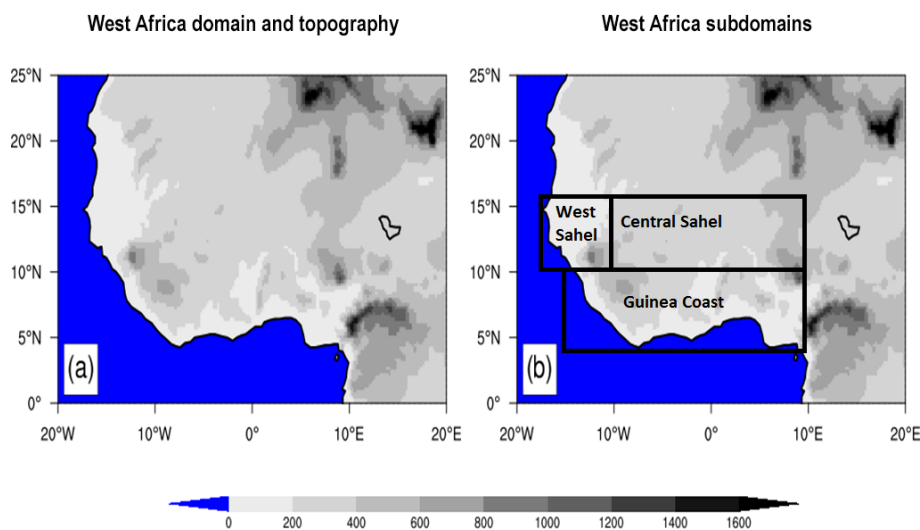 West Africa domain and topography
West Africa subdomains
25°N
20°N
15°N
10°N
5°N
0°
(a)
20°W
10°W
0°
10°E
20°E
25°N
20°N
15°N
10°N
5°N
0°
West
Sahel
Central Sahel
Guinea Coast
(b)
20°W
10°W
0°
10°E
20°E
0 200 400 600 800 1000 1200 1400 1600